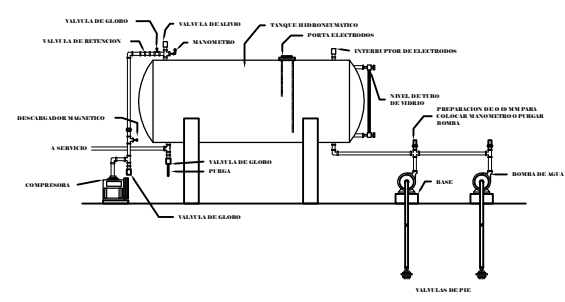 VALVULA DE GLOBO
VALVULA DE ALIVIO
TANQUE HIDRONEUMATICO
PORTA ELECTRODOS
VALVULA DE RETENCION
MANOMETRO
INTERRUPTOR DE ELECTRODOS
NIVEL DE TUBO
DE VIDRIO
DESCARGADOR MAGNETICO
PREPARACION DE 0 19 MM PARA
COLOCAR MANOMETRO O PURGAR
BOMBA
A SERVICIO
VALVULA DE GLOBO
PURGA
COMPRESORA
BASE
BOMBA DE AGUA
VALVULA DE GLOBO
VALVULAS DE PIE